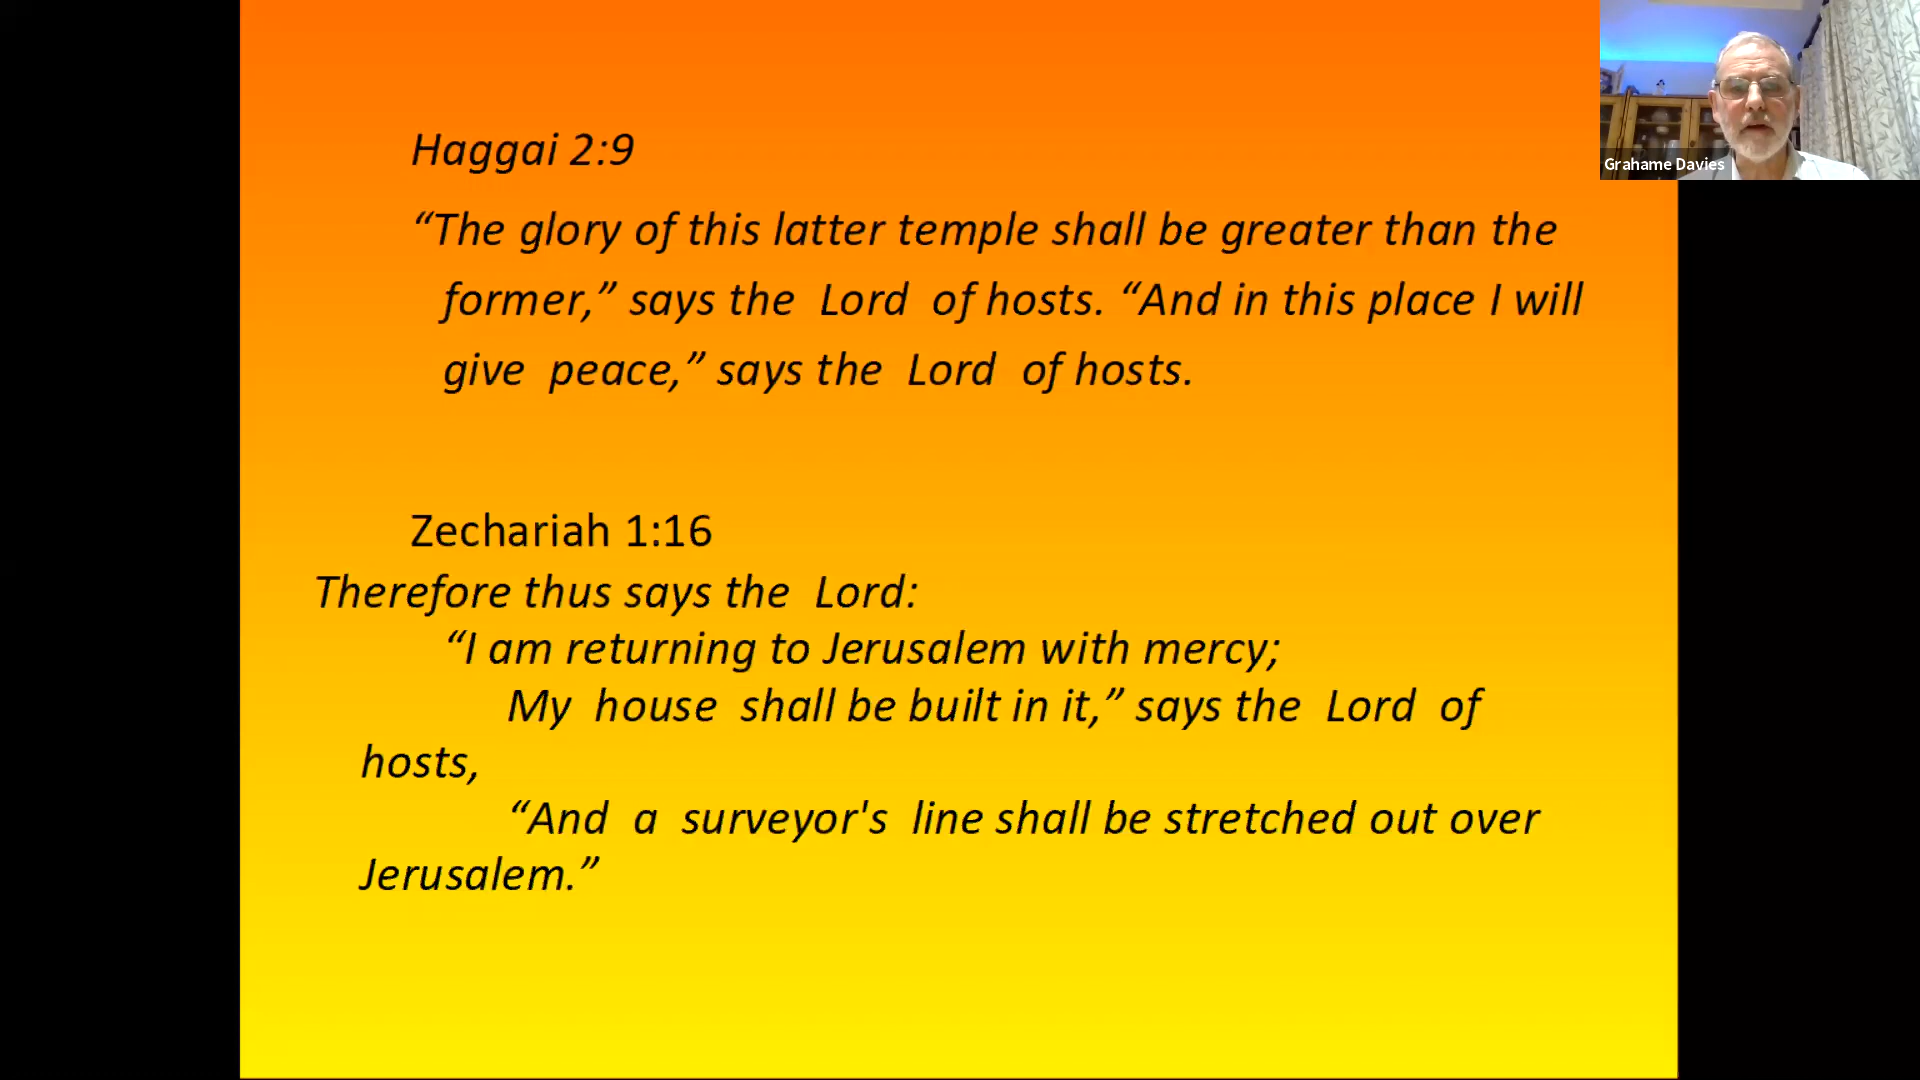 Haggai 2:9
“The glory of this latter temple shall be greater than the
former,” says the Lord of hosts. “And in this place I will
give peace,” says the Lord of hosts.
Zechariah 1:16
Therefore thus says the Lord:
“I am returning to Jerusalem with mercy;
My house shall be built in it,” says the Lord of
hosts,
“And a surveyor's line shall be stretched out over
Jerusalem.”
Grahame Davies